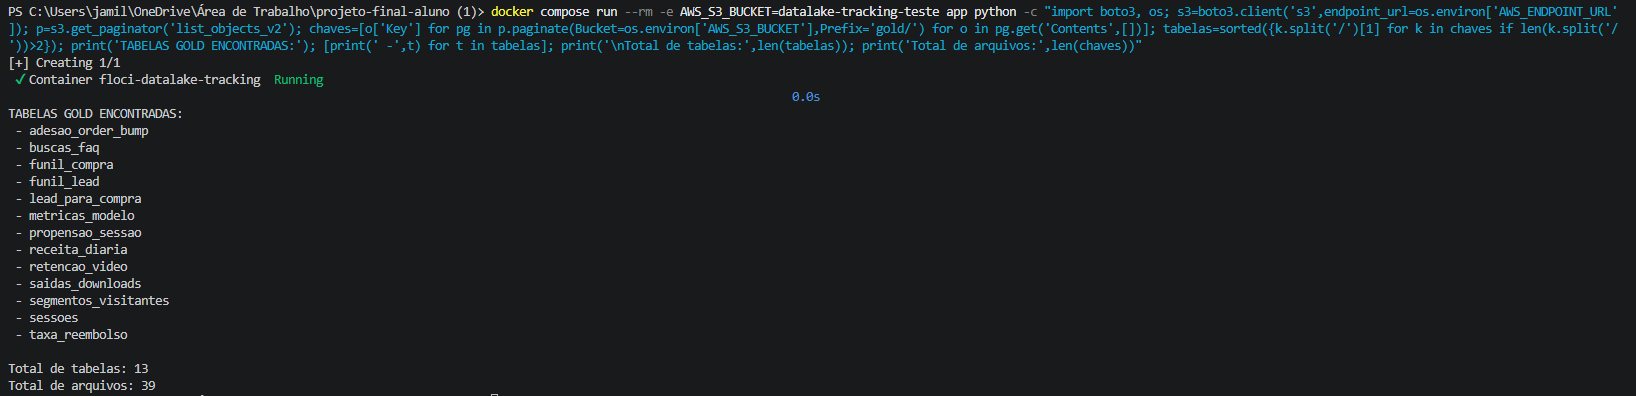 PS C:\Users\jamil\OneDrive\Área de Trabalho\projeto-final-aluno (1)> docker compose run --rm -e AWS_S3_BUCKET=datalake-tracking-teste app python -c "import boto3, os; s3=boto3.client('s3',endpoint_url=os.environ['AWS_ENDPOINT_URL'
]); p=s3.get_paginator('list_objects_v2'); chaves=[o['Key'] for pg in p.paginate(Bucket=os.environ['AWS_S3_BUCKET'],Prefix='gold/') for o in pg.get('Contents',[])]; tabelas=sorted({k.split('/')[1] for k in chaves if len(k.split('/
'))>2}); print('TABELAS GOLD ENCONTRADAS:'); [print(' -',t) for t in tabelas]; print('\nTotal de tabelas:',len(tabelas)); print('Total de arquivos:',len(chaves))"
[+] Creating 1/1
✓ Container floci-datalake-tracking  Running
0.0s
TABELAS GOLD ENCONTRADAS:
 - adesao_order_bump
 - buscas_faq
 - funil_compra
 - funil_lead
 - lead_para_compra
 - metricas_modelo
 - propensao_sessao
 - receita_diaria
 - retencao_video
 - saidas_downloads
 - segmentos_visitantes
 - sessoes
 - taxa_reembolso
Total de tabelas: 13
Total de arquivos: 39